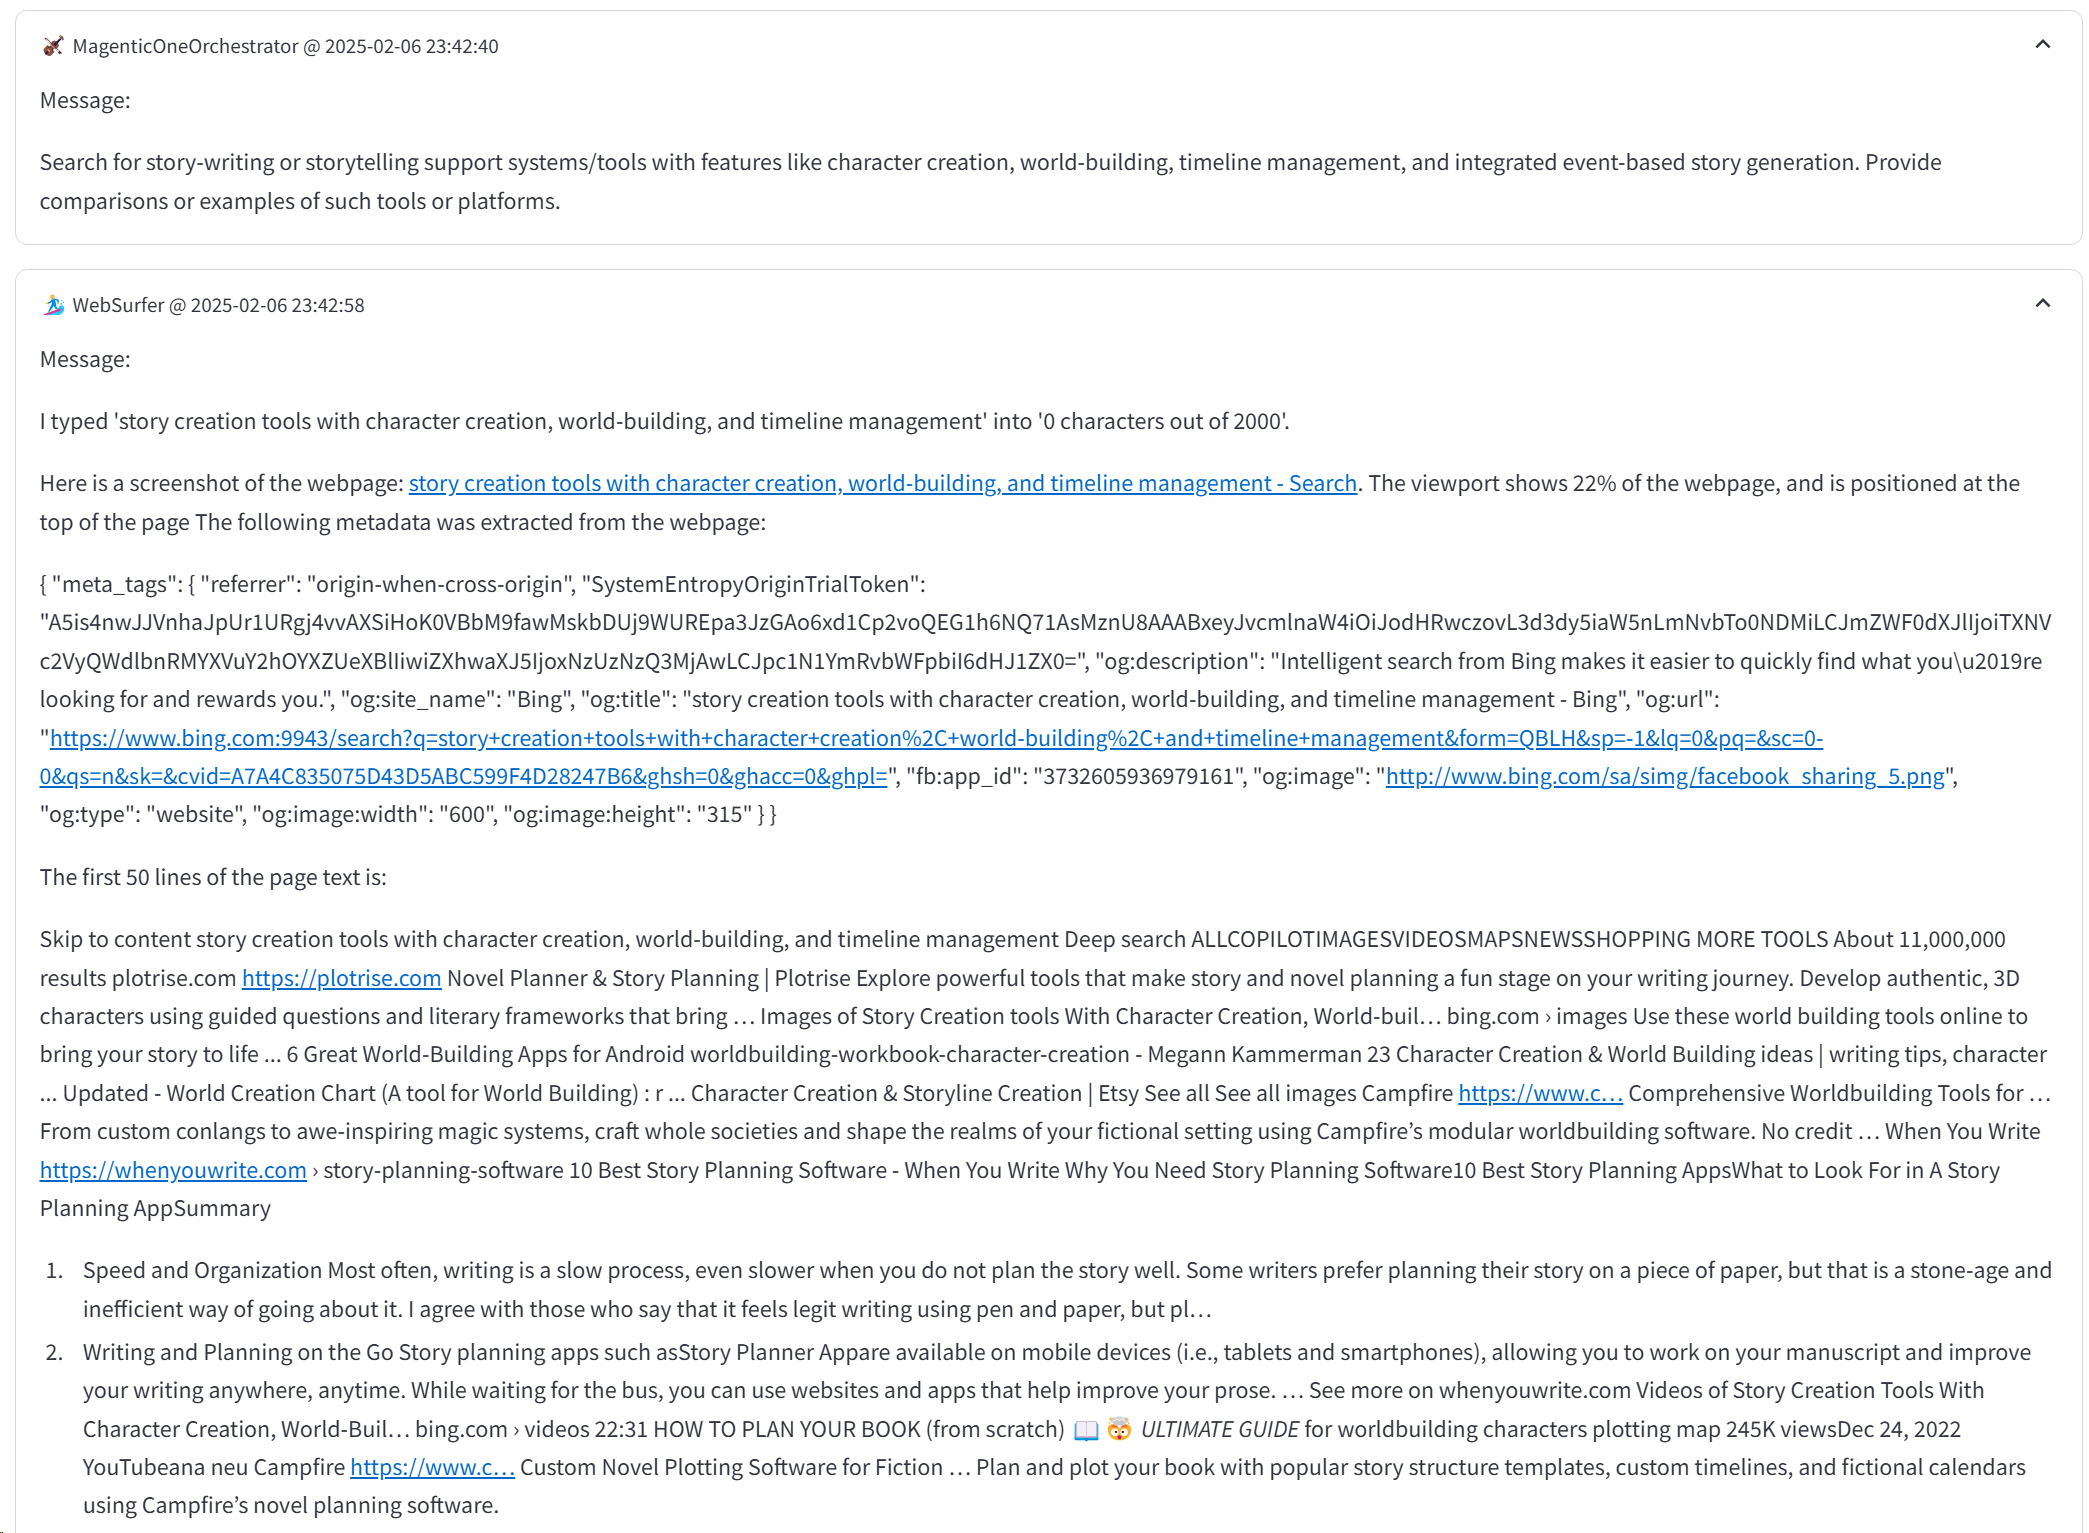 MagenticOneOrchestrator @ 2025-02-06 23:42:40
Message:
Search for story-writing or storytelling support systems/tools with features like character creation, world-building, timeline management, and integrated event-based story generation. Provide
comparisons or examples of such tools or platforms.
WebSurfer @ 2025-02-06 23:42:58
Message:
I typed 'story creation tools with character creation, world-building, and timeline management' into '0 characters out of 2000'.
Here is a screenshot of the webpage: story creation tools with character creation, world-building, and timeline management - Search. The viewport shows 22% of the webpage, and is positioned at the
top of the page The following metadata was extracted from the webpage:
{ "meta_tags": { "referrer": "origin-when-cross-origin", "SystemEntropyOriginTrialToken":
"A5is4nwJJVnhaJpUr1URgj4vvAXSiHoK0VBbM9fawMskbDUj9WUREpa3JzGAo6xd1Cp2voQEG1h6NQ71AsMznU8AAABxeyJvcmlnaW4iOiJodHRwczovL3d3dy5iaW5nLmNvbTo0NDMiLCJmZWF0dXJlIjoiTXNV
c2VyQWdlbnRMYXVuY2hOYXZUeXBlIiwiZXhwaXJ5IjoxNzUzNzQ3MjAwLCJpc1N1YmRvbWFpbiI6dHJ1ZX0=", "og:description": "Intelligent search from Bing makes it easier to quickly find what you\u2019re
looking for and rewards you.", "og:site_name": "Bing", "og:title": "story creation tools with character creation, world-building, and timeline management - Bing", "og:url":
"https://www.bing.com:9943/search?q=story+creation+tools+with+character+creation%2C+world-building%2C+and+timeline+management&form=QBLH&sp=-1&lq=0&pq=&sc=0-
0&qs=n&sk=&cvid=A7A4C835075D43D5ABC599F4D28247B6&ghsh=0&ghacc=0&ghpl=", "fb:app_id": "3732605936979161", "og:image": "http://www.bing.com/sa/simg/facebook_sharing_5.png",
"og:type": "website", "og:image:width": "600", "og:image:height": "315" } }
The first 50 lines of the page text is:
Skip to content story creation tools with character creation, world-building, and timeline management Deep search ALLCOPILOTIMAGESVIDEOSMAPSNEWSSHOPPING MORE TOOLS About 11,000,000
results plotrise.com https://plotrise.com Novel Planner & Story Planning | Plotrise Explore powerful tools that make story and novel planning a fun stage on your writing journey. Develop authentic, 3D
characters using guided questions and literary frameworks that bring … Images of Story Creation tools With Character Creation, World-buil… bing.com › images Use these world building tools online to
bring your story to life ... 6 Great World-Building Apps for Android worldbuilding-workbook-character-creation - Megann Kammerman 23 Character Creation & World Building ideas | writing tips, character
... Updated - World Creation Chart (A tool for World Building) : r ... Character Creation & Storyline Creation | Etsy See all See all images Campfire https://www.c… Comprehensive Worldbuilding Tools for …
From custom conlangs to awe-inspiring magic systems, craft whole societies and shape the realms of your fictional setting using Campfire’s modular worldbuilding software. No credit … When You Write
https://whenyouwrite.com › story-planning-software 10 Best Story Planning Software - When You Write Why You Need Story Planning Software10 Best Story Planning AppsWhat to Look For in A Story
Planning AppSummary
1. Speed and Organization Most often, writing is a slow process, even slower when you do not plan the story well. Some writers prefer planning their story on a piece of paper, but that is a stone-age and
inefficient way of going about it. I agree with those who say that it feels legit writing using pen and paper, but pl…
2. Writing and Planning on the Go Story planning apps such asStory Planner Appare available on mobile devices (i.e., tablets and smartphones), allowing you to work on your manuscript and improve
your writing anywhere, anytime. While waiting for the bus, you can use websites and apps that help improve your prose. … See more on whenyouwrite.com Videos of Story Creation Tools With
Character Creation, World-Buil… bing.com › videos 22:31 HOW TO PLAN YOUR BOOK (from scratch) 📖 🤯 ULTIMATE GUIDE for worldbuilding characters plotting map 245K viewsDec 24, 2022
YouTubeana neu Campfire https://www.c… Custom Novel Plotting Software for Fiction … Plan and plot your book with popular story structure templates, custom timelines, and fictional calendars
using Campfire’s novel planning software.